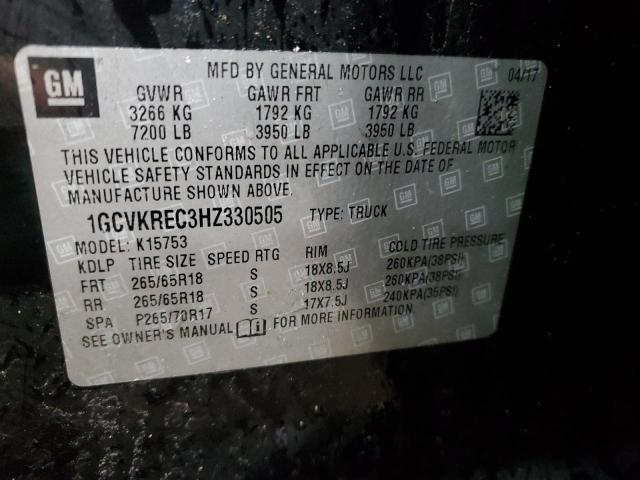 GM
MFD BY GENERAL MOTORS LLC 04/17
GVWR GAWR FRT GAWR RR
3266 KG 1792 KG 1792 KG
7200 LB 3950 LB 3950 LB
THIS VEHICLE CONFORMS TO ALL APPLICABLE U.S. FEDERAL MOTOR
VEHICLE SAFETY STANDARDS IN EFFECT ON THE DATE OF
MANUFACTURE SHOWN ABOVE.
1GCVKREC3HZ330505 TYPE: TRUCK
MODEL: K15753
KDLP TIRE SIZE SPEED RTG RIM COLD TIRE PRESSURE
FRT 265/65R18 S 18X8.5J 260KPA(38PSI)
RR 265/65R18 S 18X8.5J 260KPA(38PSI)
SPA P265/70R17 S 17X7.5J 240KPA(35PSI)
SEE OWNER'S MANUAL i FOR MORE INFORMATION.